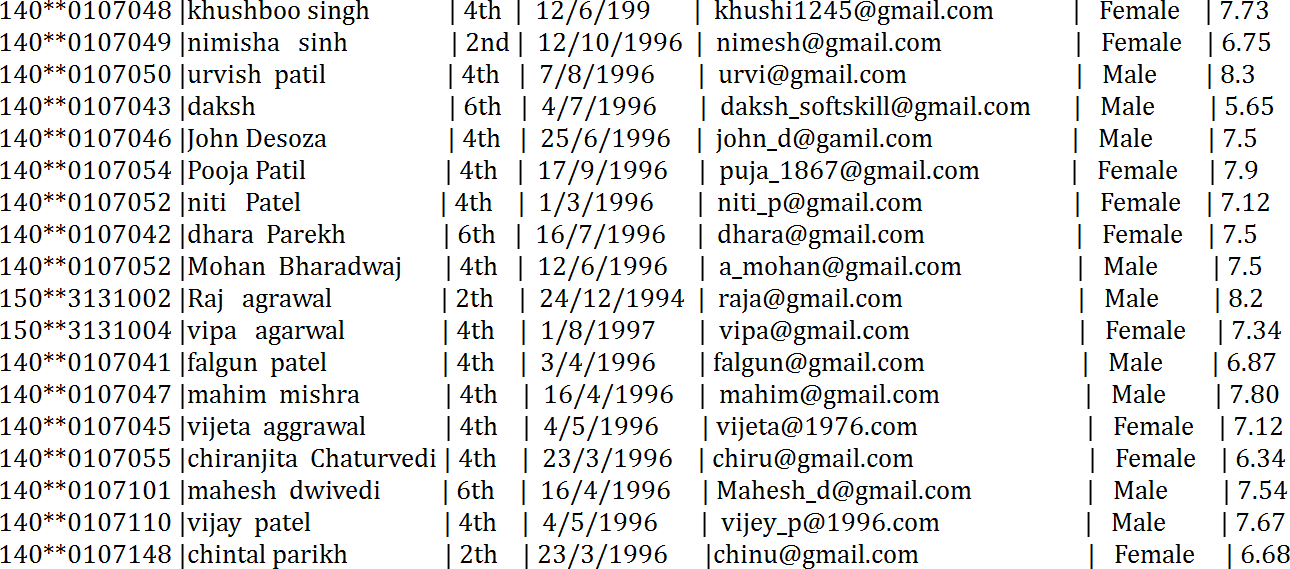 140**0107048 |khushboo singh | 4th | 12/6/199 | khushi1245@gmail.com | Female | 7.73
140**0107049 |nimisha sinh | 2nd | 12/10/1996 | nimesh@gmail.com | Female | 6.75
140**0107050 |urvish patil | 4th | 7/8/1996 | urvi@gmail.com | Male | 8.3
140**0107043 |daksh | 6th | 4/7/1996 | daksh_softskill@gmail.com | Male | 5.65
140**0107046 |John Desoza | 4th | 25/6/1996 | john_d@gamil.com | Male | 7.5
140**0107054 |Pooja Patil | 4th | 17/9/1996 | puja_1867@gmail.com | Female | 7.9
140**0107052 |niti Patel | 4th | 1/3/1996 | niti_p@gmail.com | Female | 7.12
140**0107042 |dhara Parekh | 6th | 16/7/1996 | dhara@gmail.com | Female | 7.5
140**0107052 |Mohan Bharadwaj | 4th | 12/6/1996 | a_mohan@gmail.com | Male | 7.5
150**3131002 |Raj agrawal | 2th | 24/12/1994 | raja@gmail.com | Male | 8.2
150**3131004 |vipa agarwal | 4th | 1/8/1997 | vipa@gmail.com | Female | 7.34
140**0107041 |falgun patel | 4th | 3/4/1996 | falgun@gmail.com | Male | 6.87
140**0107047 |mahim mishra | 4th | 16/4/1996 | mahim@gmail.com | Male | 7.80
140**0107045 |vijeta aggrawal | 4th | 4/5/1996 | vijeta@1976.com | Female | 7.12
140**0107055 |chiranjita Chaturvedi | 4th | 23/3/1996 | chiru@gmail.com | Female | 6.34
140**0107101 |mahesh dwivedi | 6th | 16/4/1996 | Mahesh_d@gmail.com | Male | 7.54
140**0107110 |vijay patel | 4th | 4/5/1996 | vijey_p@1996.com | Male | 7.67
140**0107148 |chintal parikh | 2th | 23/3/1996 |chinu@gmail.com | Female | 6.68